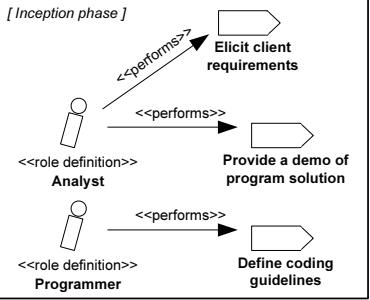 [ Inception phase ]
<<performs>>
Elicit client
requirements
<<performs>>
<<role definition>>
Analyst
Provide a demo of
program solution
<<performs>>
<<role definition>>
Programmer
Define coding
guidelines